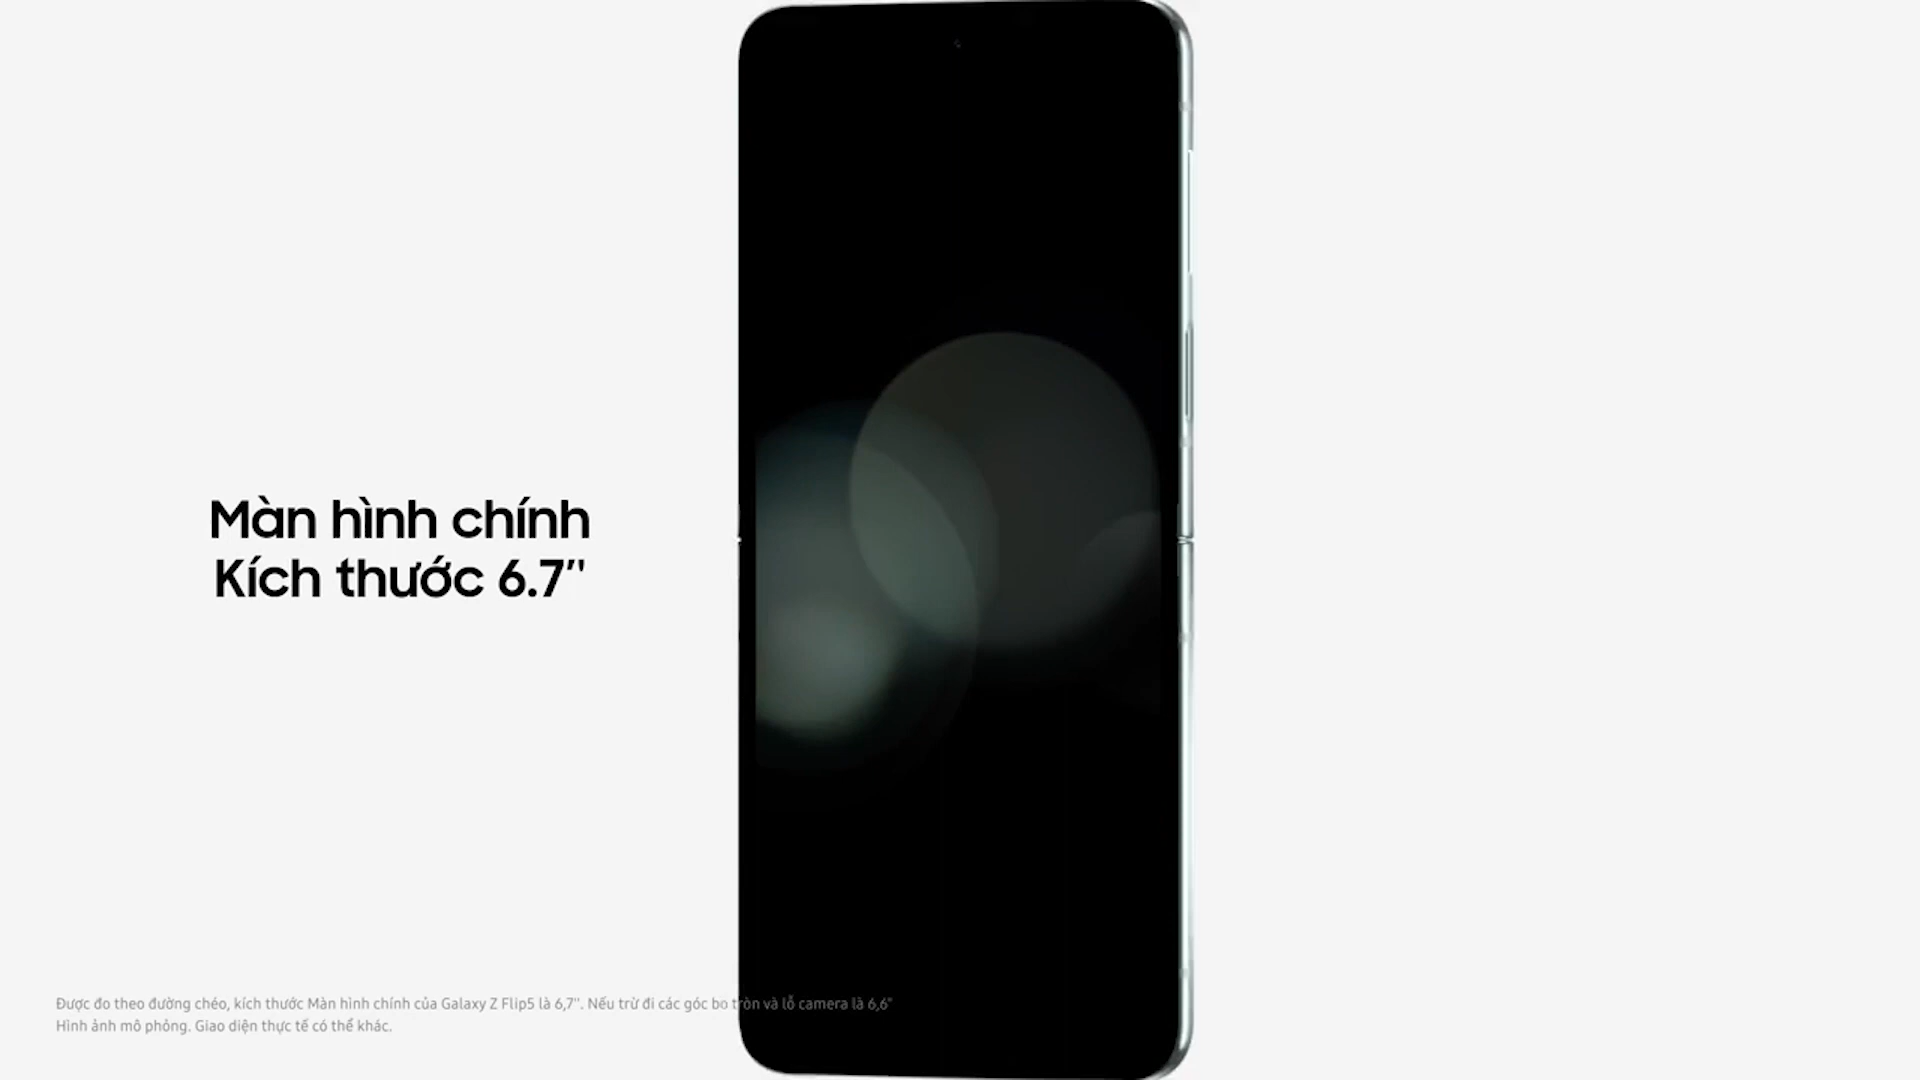 Màn hình chính
Kích thước 6.7"
Được đo theo đường chéo, kích thước Màn hình chính của Galaxy Z Flip5 là 6,7". Nếu trừ đi các góc bo tròn và lỗ camera là 6,6"
Hình ảnh mô phỏng. Giao diện thực tế có thể khác.